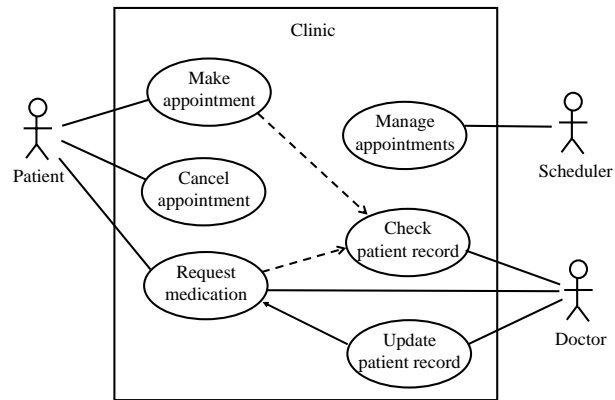 Clinic
Make
appointment
Manage
appointments
Patient
Scheduler
Cancel
appointment
Check
patient record
Request
medication
Update
patient record
Doctor